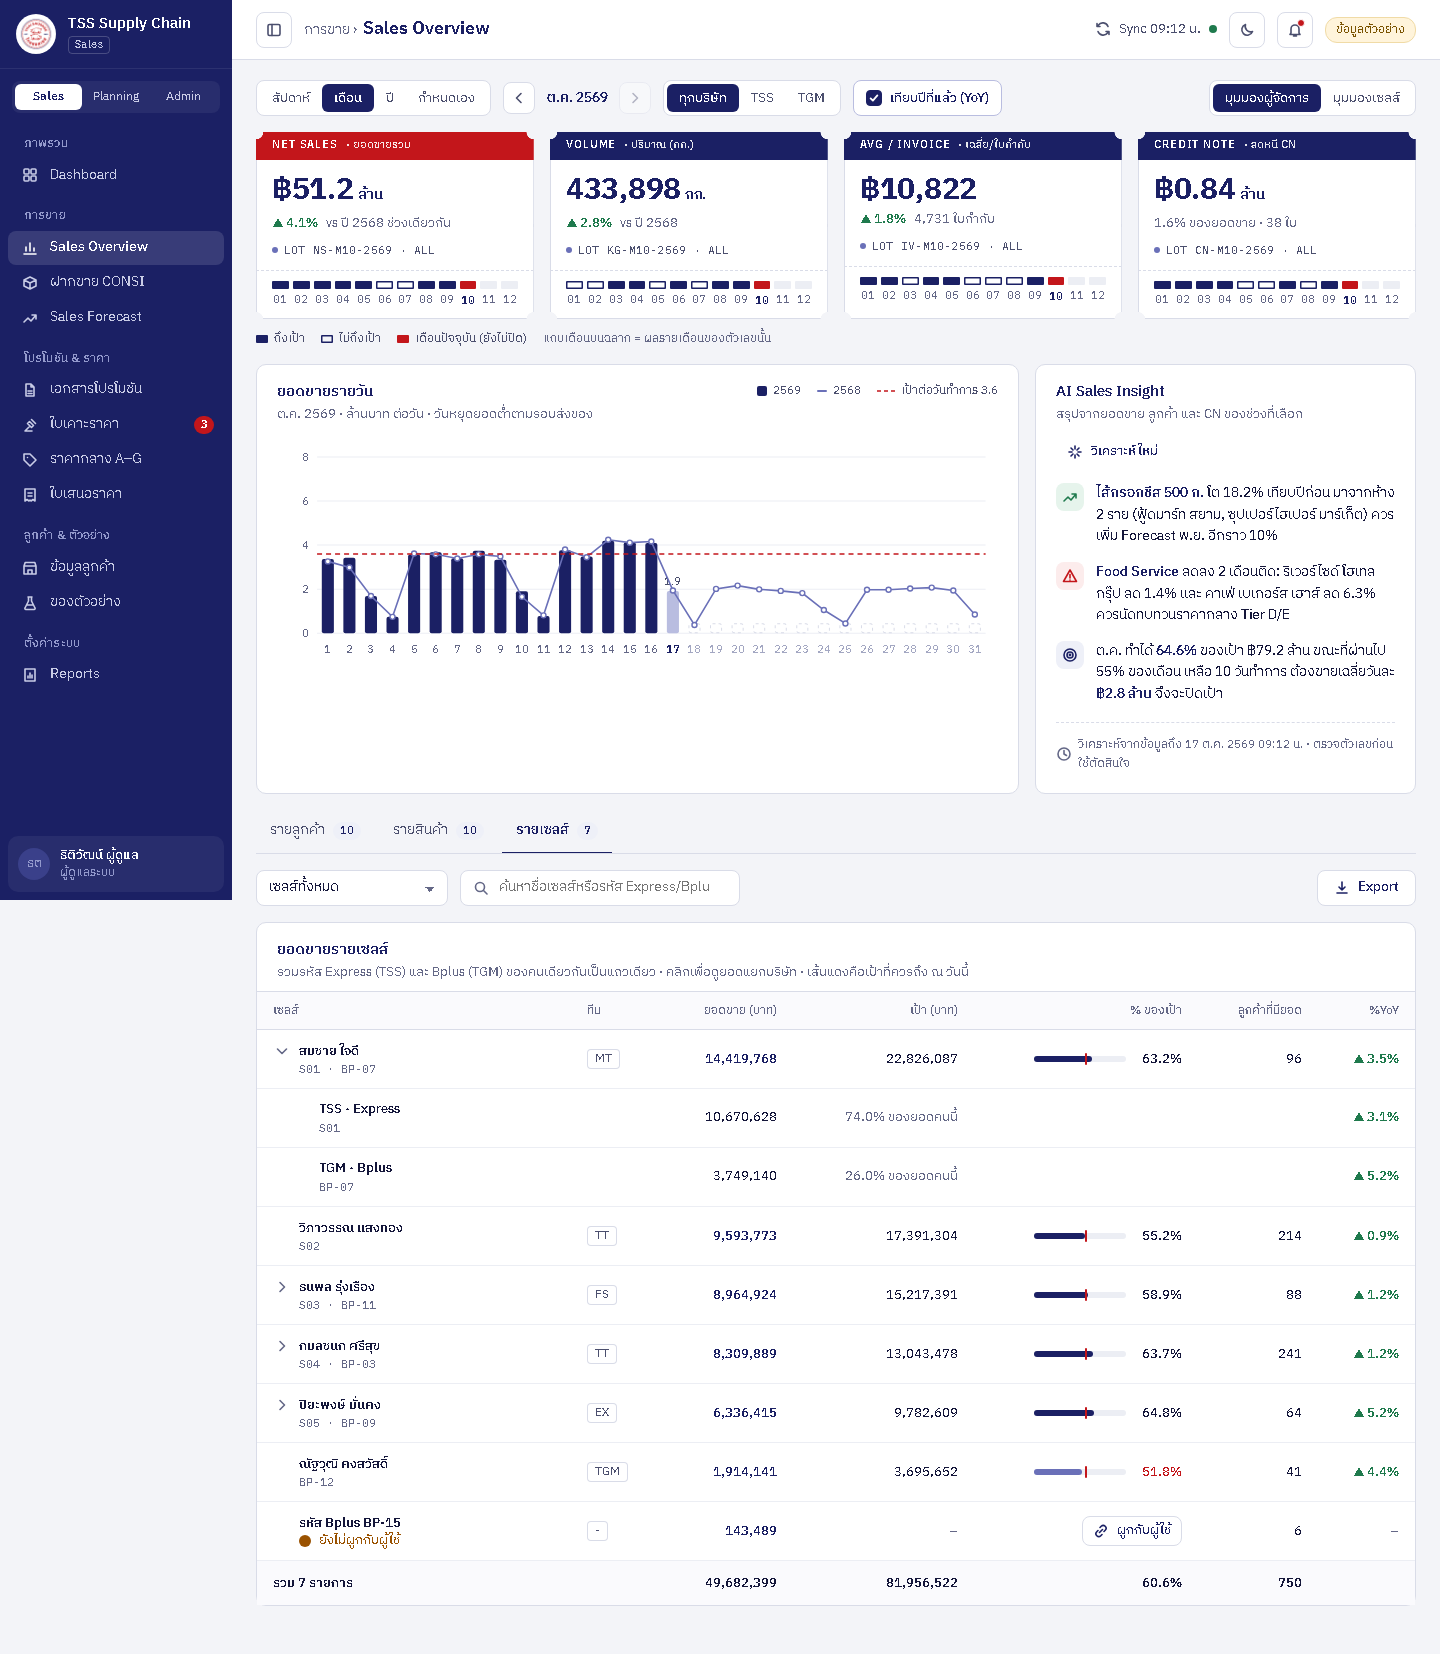 TSS Supply Chain
Sales
Sales Planning Admin
ภาพรวม
Dashboard
การขาย
Sales Overview
ฝากขาย CONSI
Sales Forecast
โปรโมชัน & ราคา
เอกสารโปรโมชัน
ใบเคาะราคา 3
ราคากลาง A–G
ใบเสนอราคา
ลูกค้า & ตัวอย่าง
ข้อมูลลูกค้า
ของตัวอย่าง
ตั้งค่าระบบ
Reports
ธต
ธิติวัฒน์ ผู้ดูแล
ผู้ดูแลระบบ
การขาย › Sales Overview
Sync 09:12 น.
ข้อมูลตัวอย่าง
สัปดาห์ เดือน ปี กำหนดเอง
ต.ค. 2569
ทุกบริษัท TSS TGM
เทียบปีที่แล้ว (YoY)
มุมมองผู้จัดการ มุมมองเซลส์
NET SALES · ยอดขายรวม
฿51.2 ล้าน
▲ 4.1% vs ปี 2568 ช่วงเดียวกัน
LOT NS-M10-2569 · ALL
01 02 03 04 05 06 07 08 09 10 11 12
VOLUME · ปริมาณ (กก.)
433,898 กก.
▲ 2.8% vs ปี 2568
LOT KG-M10-2569 · ALL
01 02 03 04 05 06 07 08 09 10 11 12
AVG / INVOICE · เฉลี่ย/ใบกำกับ
฿10,822
▲ 1.8% 4,731 ใบกำกับ
LOT IV-M10-2569 · ALL
01 02 03 04 05 06 07 08 09 10 11 12
CREDIT NOTE · ลดหนี้ CN
฿0.84 ล้าน
1.6% ของยอดขาย · 38 ใบ
LOT CN-M10-2569 · ALL
01 02 03 04 05 06 07 08 09 10 11 12
ถึงเป้า ไม่ถึงเป้า เดือนปัจจุบัน (ยังไม่ปิด) แถบเดือนบนฉลาก = ผลรายเดือนของตัวเลขนั้น
ยอดขายรายวัน
ต.ค. 2569 · ล้านบาท ต่อวัน · วันหยุดยอดต่ำตามรอบส่งของ
2569 2568 เป้าต่อวันทำการ 3.6
8
6
4
2
0
1.9
1 2 3 4 5 6 7 8 9 10 11 12 13 14 15 16 17 18 19 20 21 22 23 24 25 26 27 28 29 30 31
AI Sales Insight
สรุปจากยอดขาย ลูกค้า และ CN ของช่วงที่เลือก
วิเคราะห์ใหม่
ไส้กรอกชีส 500 ก. โต 18.2% เทียบปีก่อน มาจากห้าง
2 ราย (ฟู้ดมาร์ท สยาม, ซุปเปอร์ไฮเปอร์ มาร์เก็ต) ควร
เพิ่ม Forecast พ.ย. อีกราว 10%
Food Service ลดลง 2 เดือนติด: ริเวอร์ไซด์ โฮเทล
กรุ๊ป ลด 1.4% และ คาเฟ่ เบเกอร์ส เฮาส์ ลด 6.3%
ควรนัดทบทวนราคากลาง Tier D/E
ต.ค. ทำได้ 64.6% ของเป้า ฿79.2 ล้าน ขณะที่ผ่านไป
55% ของเดือน เหลือ 10 วันทำการ ต้องขายเฉลี่ยวันละ
฿2.8 ล้าน จึงจะปิดเป้า
วิเคราะห์จากข้อมูลถึง 17 ต.ค. 2569 09:12 น. · ตรวจตัวเลขก่อน
ใช้ตัดสินใจ
รายลูกค้า 10 รายสินค้า 10 รายเซลส์ 7
เซลส์ทั้งหมด
ค้นหาชื่อเซลส์หรือรหัส Express/Bplu
Export
ยอดขายรายเซลส์
รวมรหัส Express (TSS) และ Bplus (TGM) ของคนเดียวกันเป็นแถวเดียว · คลิกเพื่อดูยอดแยกบริษัท · เส้นแดงคือเป้าที่ควรถึง ณ วันนี้
เซลส์ ทีม ยอดขาย (บาท) เป้า (บาท) % ของเป้า ลูกค้าที่มียอด %YoY
สมชาย ใจดี MT 14,419,768 22,826,087 63.2% 96 ▲ 3.5%
S01 · BP-07
TSS · Express 10,670,628 74.0% ของยอดคนนี้ ▲ 3.1%
S01
TGM · Bplus 3,749,140 26.0% ของยอดคนนี้ ▲ 5.2%
BP-07
วิภาวรรณ แสงทอง TT 9,593,773 17,391,304 55.2% 214 ▲ 0.9%
S02
ธนพล รุ่งเรือง FS 8,964,924 15,217,391 58.9% 88 ▲ 1.2%
S03 · BP-11
กมลชนก ศรีสุข TT 8,309,889 13,043,478 63.7% 241 ▲ 1.2%
S04 · BP-03
ปิยะพงษ์ มั่นคง EX 6,336,415 9,782,609 64.8% 64 ▲ 5.2%
S05 · BP-09
ณัฐวุฒิ คงสวัสดิ์ TGM 1,914,141 3,695,652 51.8% 41 ▲ 4.4%
BP-12
รหัส Bplus BP-15 - 143,489 – ผูกกับผู้ใช้ 6 –
ยังไม่ผูกกับผู้ใช้
รวม 7 รายการ 49,682,399 81,956,522 60.6% 750